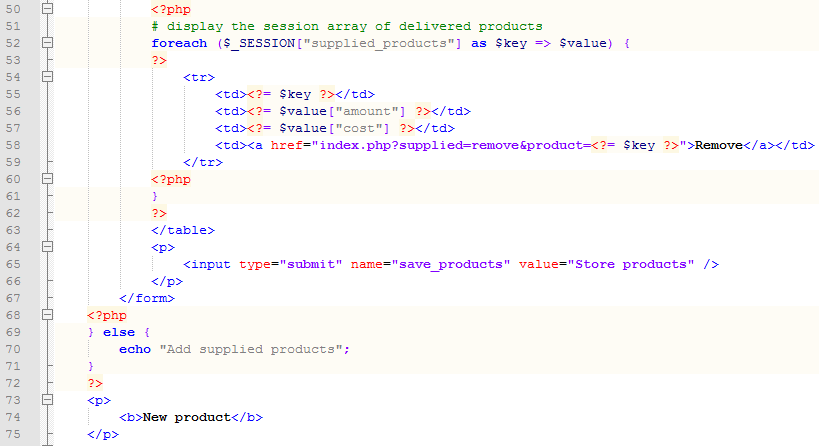 50 <?php
51 # display the session array of delivered products
52 foreach ($_SESSION["supplied_products"] as $key => $value) {
53 ?>
54 <tr>
55 <td><?= $key ?></td>
56 <td><?= $value["amount"] ?></td>
57 <td><?= $value["cost"] ?></td>
58 <td><a href="index.php?supplied=remove&product=<?= $key ?>">Remove</a></td>
59 </tr>
60 <?php
61 }
62 ?>
63 </table>
64 <p>
65 <input type="submit" name="save_products" value="Store products" />
66 </p>
67 </form>
68 <?php
69 } else {
70 echo "Add supplied products";
71 }
72 ?>
73 <p>
74 <b>New product</b>
75 </p>